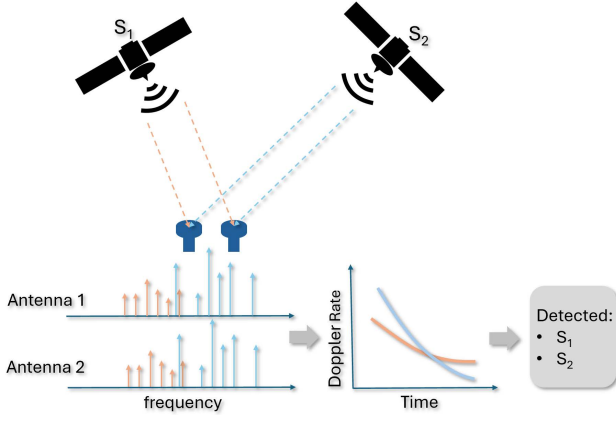 S₁
S₂
Antenna 1
Antenna 2
frequency
Doppler Rate
Time
Detected:
• S₁
• S₂